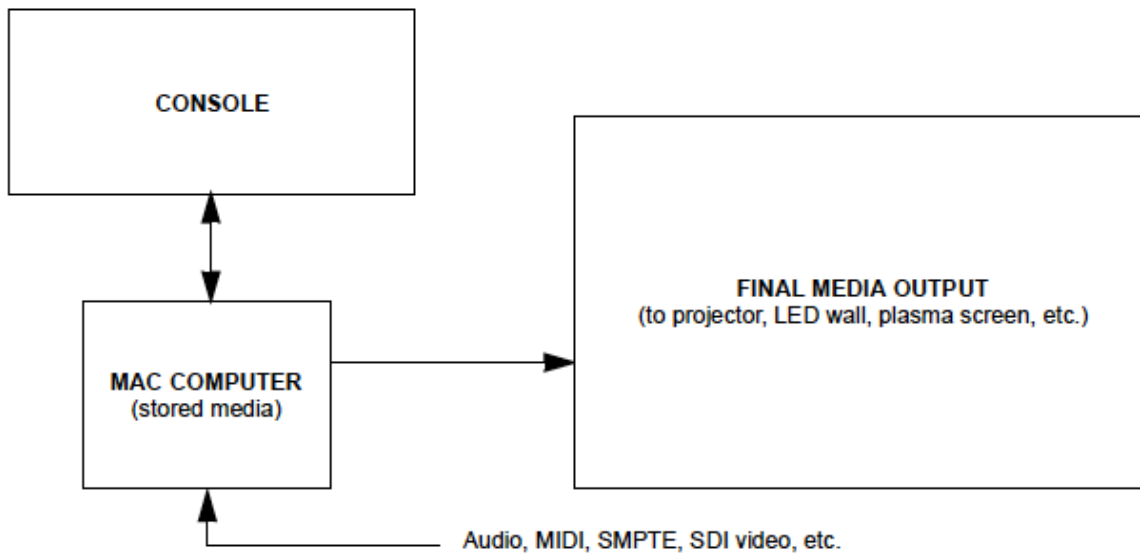 CONSOLE
FINAL MEDIA OUTPUT
(to projector, LED wall, plasma screen, etc.)
MAC COMPUTER
(stored media)
Audio, MIDI, SMPTE, SDI video, etc.